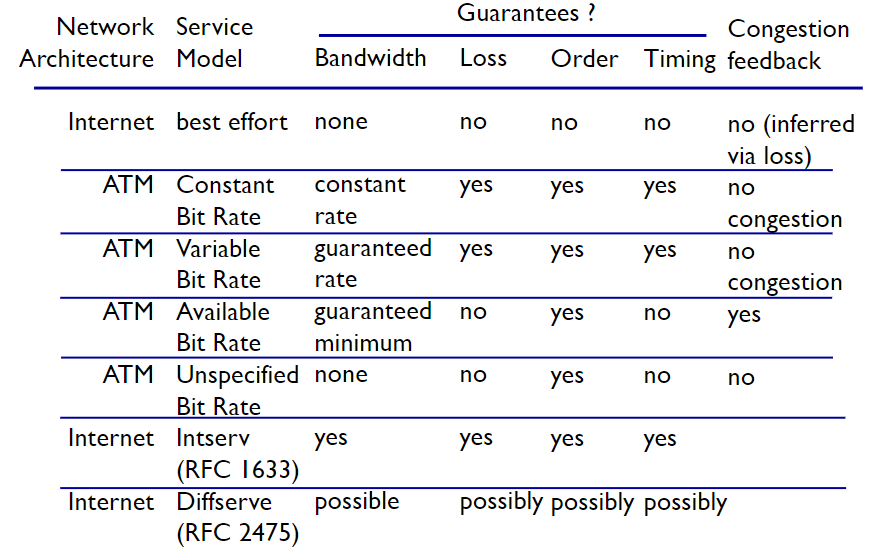 Guarantees ?
Network Architecture Service Model Bandwidth Loss Order Timing Congestion feedback
Internet best effort none no no no no (inferred via loss)
ATM Constant Bit Rate constant rate yes yes yes no congestion
ATM Variable Bit Rate guaranteed rate yes yes yes no congestion
ATM Available Bit Rate guaranteed minimum no yes no yes
ATM Unspecified Bit Rate none no yes no no
Internet Intserv (RFC 1633) yes yes yes yes
Internet Diffserve (RFC 2475) possible possibly possibly possibly